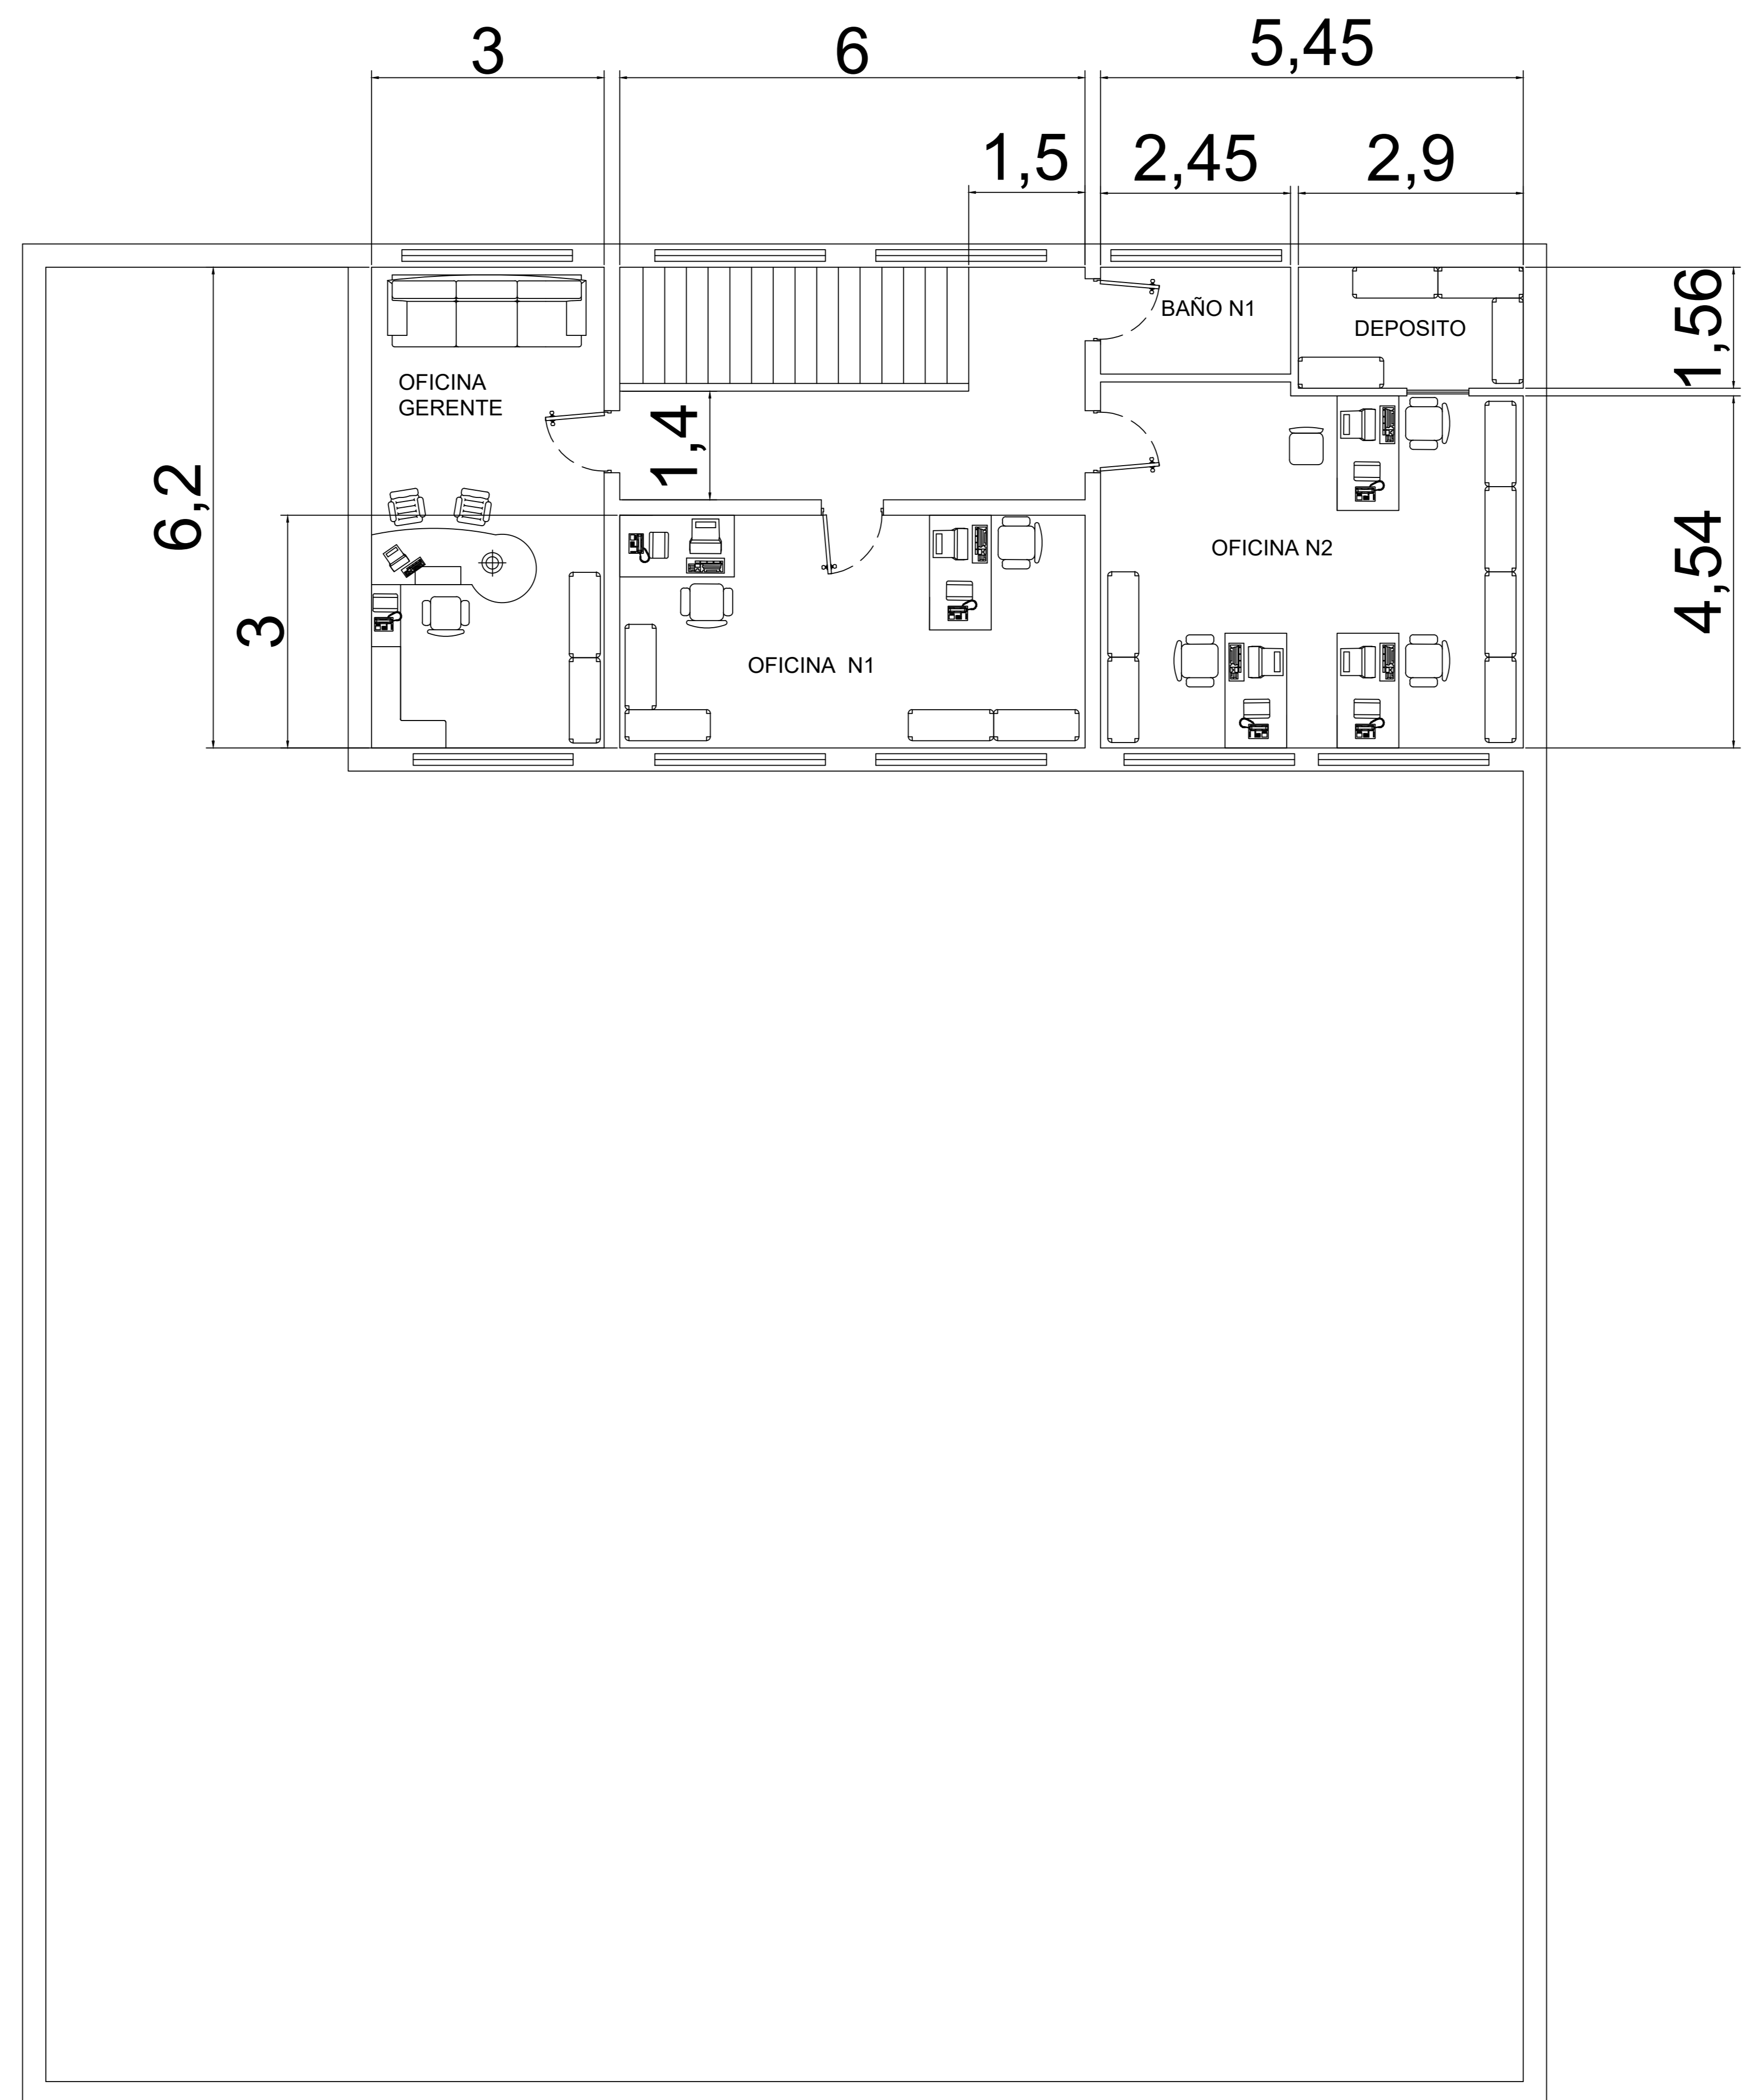 3
6
5,45
1,5
2,45
2,9
BAÑO N1
DEPOSITO
1,56
OFICINA
GERENTE
1,4
6,2
OFICINA N2
4,54
3
OFICINA  N1